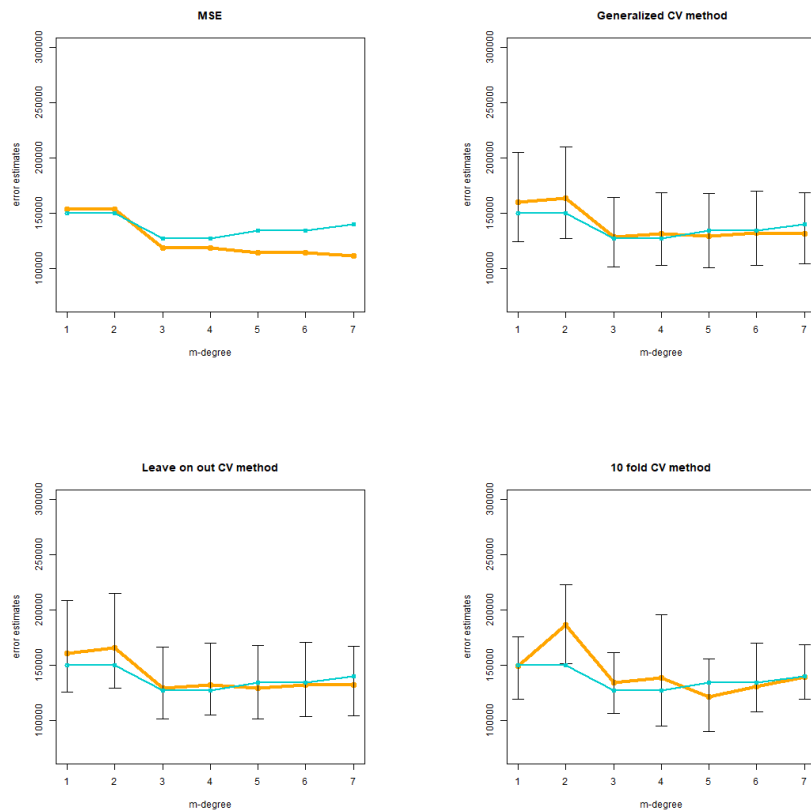 MSE
error estimates
300000
250000
200000
150000
100000
1 2 3 4 5 6 7
m-degree
Generalized CV method
error estimates
300000
250000
200000
150000
100000
1 2 3 4 5 6 7
m-degree
Leave on out CV method
error estimates
300000
250000
200000
150000
100000
1 2 3 4 5 6 7
m-degree
10 fold CV method
error estimates
300000
250000
200000
150000
100000
1 2 3 4 5 6 7
m-degree